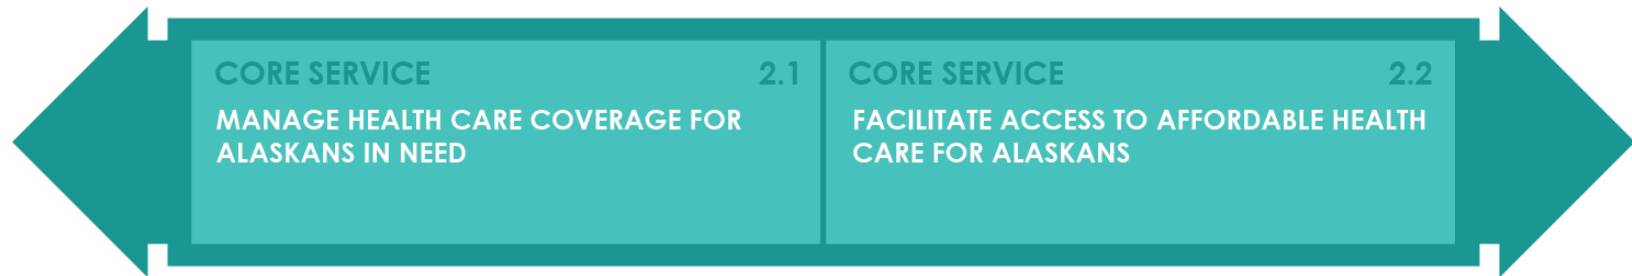 CORE SERVICE 2.1
MANAGE HEALTH CARE COVERAGE FOR
ALASKANS IN NEED
CORE SERVICE 2.2
FACILITATE ACCESS TO AFFORDABLE HEALTH
CARE FOR ALASKANS